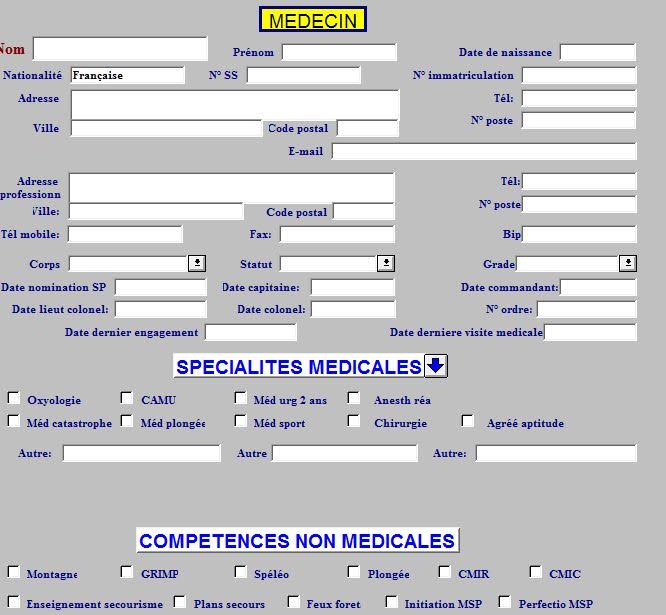 MEDECIN
Nom Prénom Date de naissance
Nationalité Française N° SS N° immatriculation
Adresse Tél:
Ville Code postal N° poste
E-mail
Adresse Tél:
professionn
Ville: Code postal N° poste
Tél mobile: Fax: Bip
Corps Statut Grade
Date nomination SP Date capitaine: Date commandant:
Date lieut colonel: Date colonel: N° ordre:
Date dernier engagement Date derniere visite medicale
SPECIALITES MEDICALES
Oxyologie CAMU Méd urg 2 ans Anesth réa
Méd catastrophe Méd plongée Méd sport Chirurgie Agréé aptitude
Autre: Autre Autre:
COMPETENCES NON MEDICALES
Montagne GRIMP Spéléo Plongée CMIR CMIC
Enseignement secourisme Plans secours Feux foret Initiation MSP Perfectio MSP